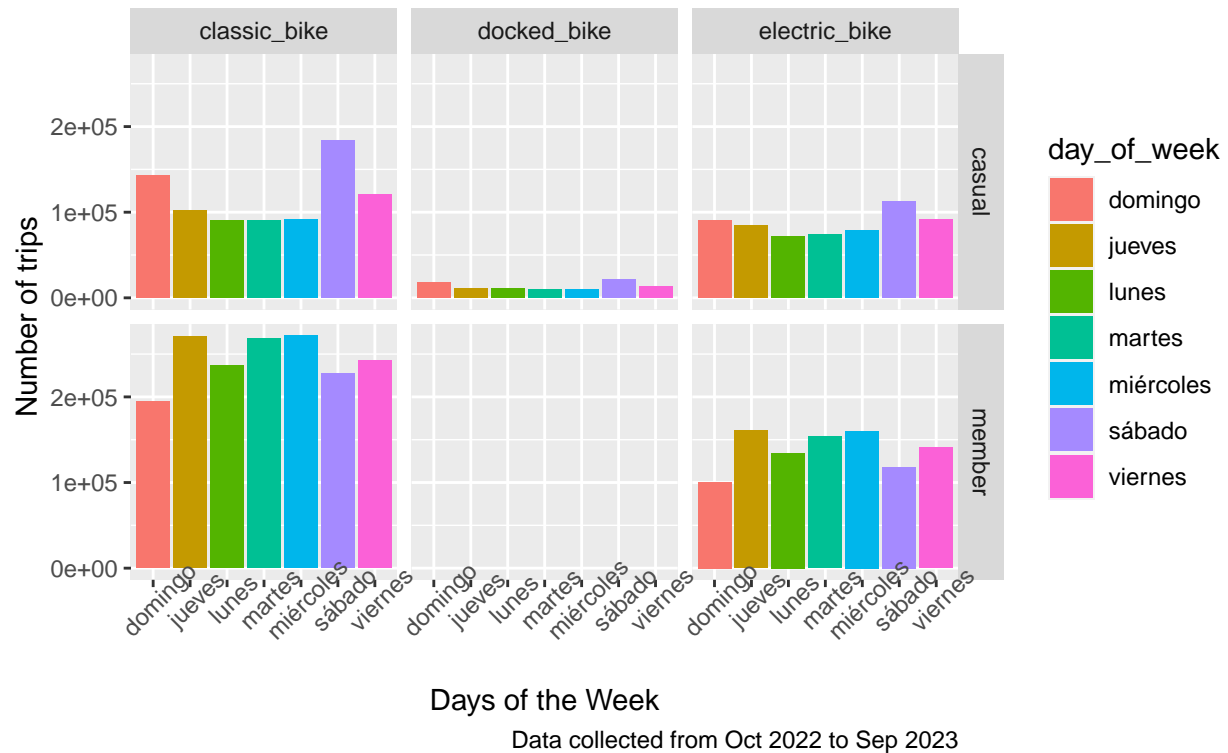 classic_bike docked_bike electric_bike
casual
member
2e+05
1e+05
0e+00
2e+05
1e+05
0e+00
Number of trips
domingo jueves lunes martes miércoles sábado viernes
domingo jueves lunes martes miércoles sábado viernes
domingo jueves lunes martes miércoles sábado viernes
Days of the Week
Data collected from Oct 2022 to Sep 2023
day_of_week
domingo
jueves
lunes
martes
miércoles
sábado
viernes